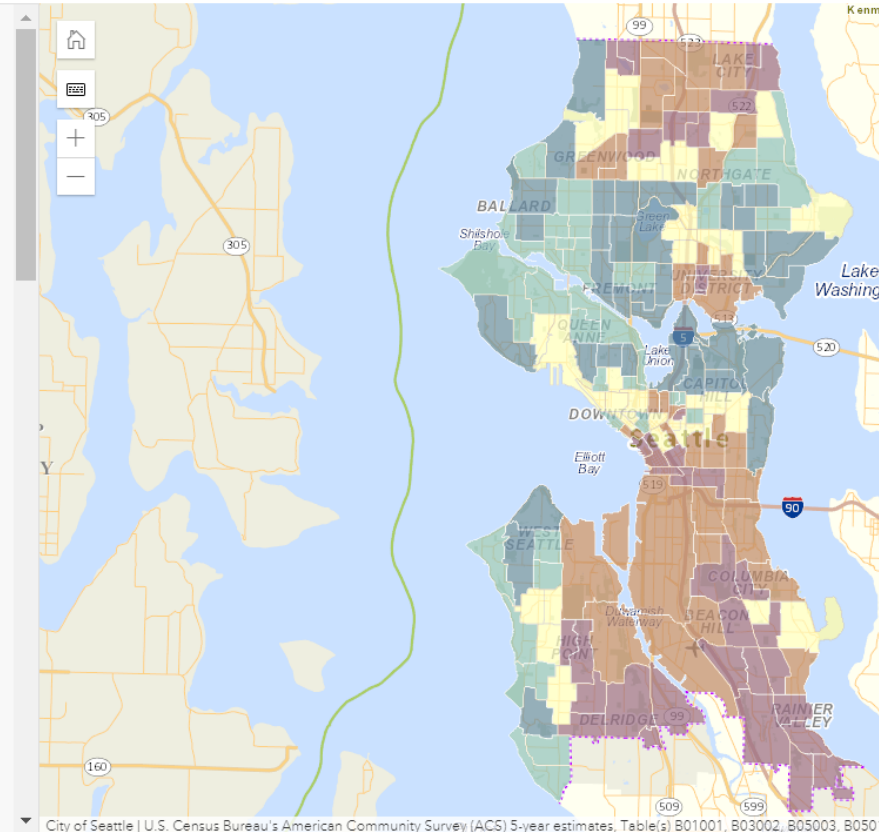 Kenm
99
523
LAKE
CITY
522
305
GREENWOOD
NORTHGATE
BALLARD
Green
Lake
Shilshole
Bay
305
Lake
Washing
UNIVERSITY
DISTRICT
FREMONT
513
QUEEN
ANNE
5
520
Lake
Union
CAPITOL
HILL
DOWNTOWN
Seattle
Y
Elliott
Bay
519
90
WEST
SEATTLE
COLUMBIA
CITY
Duwamish
Waterway
BEACON
HILL
HIGH
POINT
RAINIER
VALLEY
DELRIDGE
99
160
509
599
City of Seattle | U.S. Census Bureau's American Community Survey (ACS) 5-year estimates, Table(s) B01001, B03002, B05003, B050